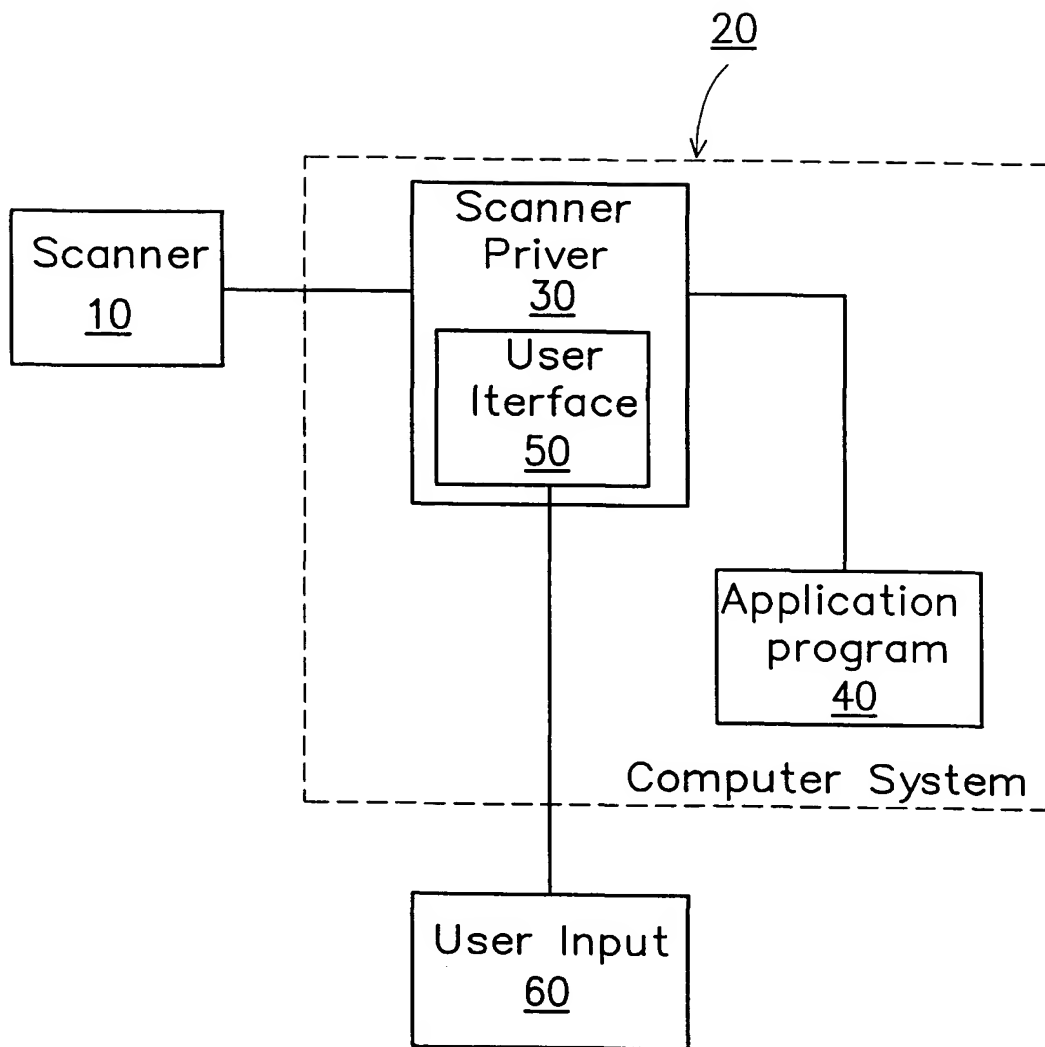 20
Scanner
10
Scanner
Priver
30
User
Iterface
50
Application
program
40
Computer System
User Input
60